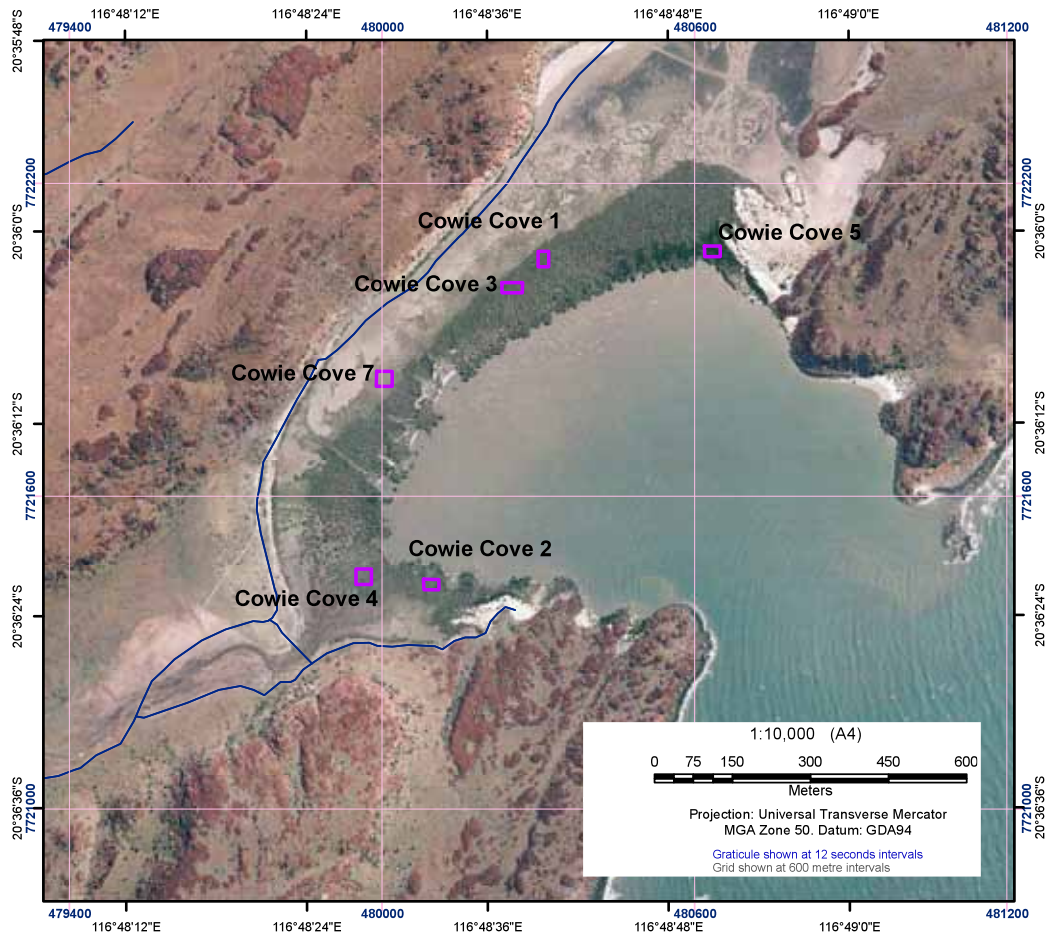 116°48'12"E 116°48'24"E 116°48'36"E 116°48'48"E 116°49'0"E
479400 480000 480600 481200
20°35'48"S
7722200 7722200
20°36'0"S 20°36'0"S
Cowie Cove 1
Cowie Cove 5
Cowie Cove 3
Cowie Cove 7
20°36'12"S 20°36'12"S
7721600 7721600
Cowie Cove 2
Cowie Cove 4
20°36'24"S 20°36'24"S
1:10,000 (A4)
0 75 150 300 450 600
Meters
Projection: Universal Transverse Mercator
MGA Zone 50. Datum: GDA94
Graticule shown at 12 seconds intervals
Grid shown at 600 metre intervals
20°36'36"S 20°36'36"S
7721000 7721000
479400 480000 480600 481200
116°48'12"E 116°48'24"E 116°48'36"E 116°48'48"E 116°49'0"E